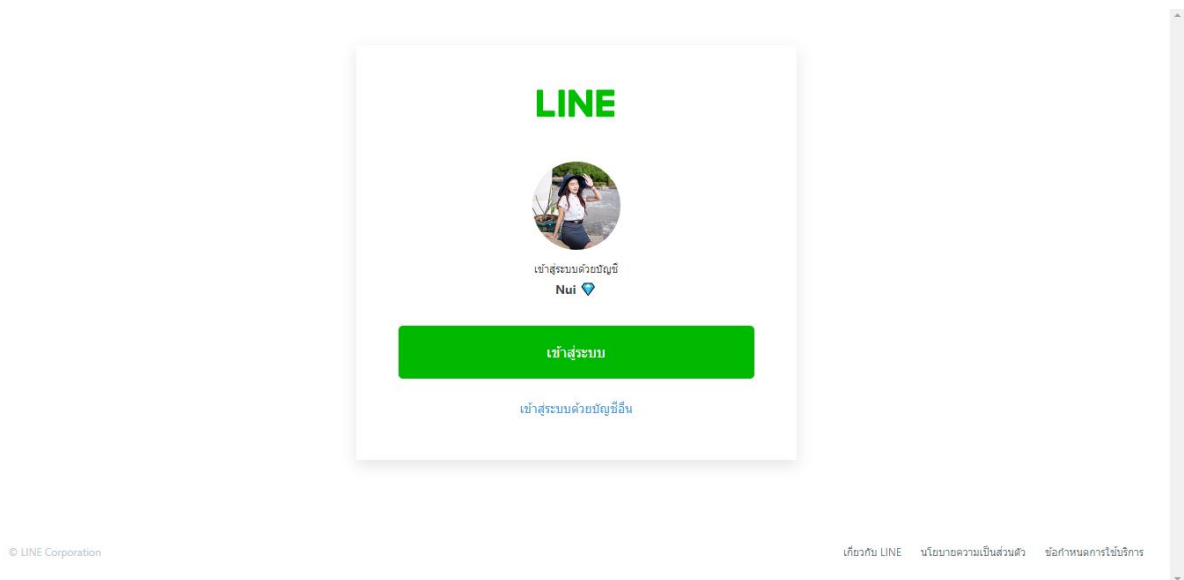 LINE
เข้าสู่ระบบด้วยบัญชี
Nui 💎
เข้าสู่ระบบ
เข้าสู่ระบบด้วยบัญชีอื่น
© LINE Corporation
เกี่ยวกับ LINE นโยบายความเป็นส่วนตัว ข้อกำหนดการใช้บริการ